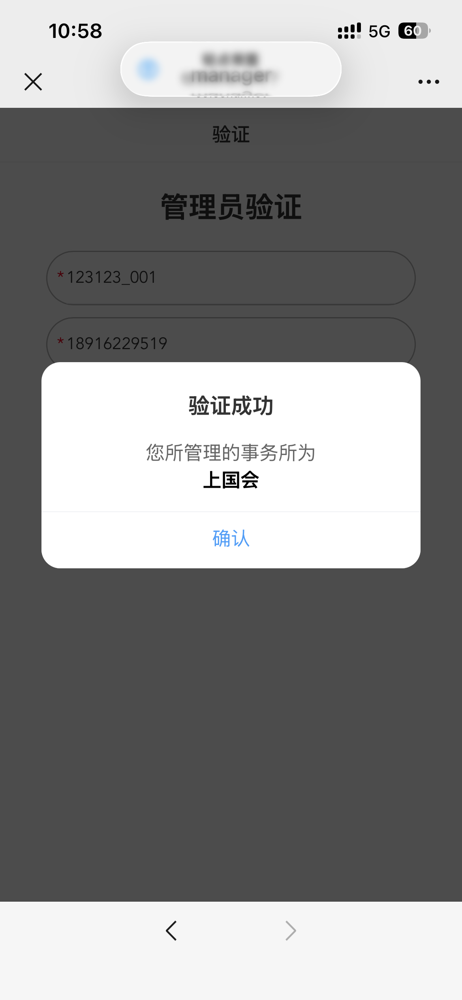 10:58
5G
60
manager
验证
管理员验证
*123123_001
*18916229519
验证成功
您所管理的事务所为
上国会
确认